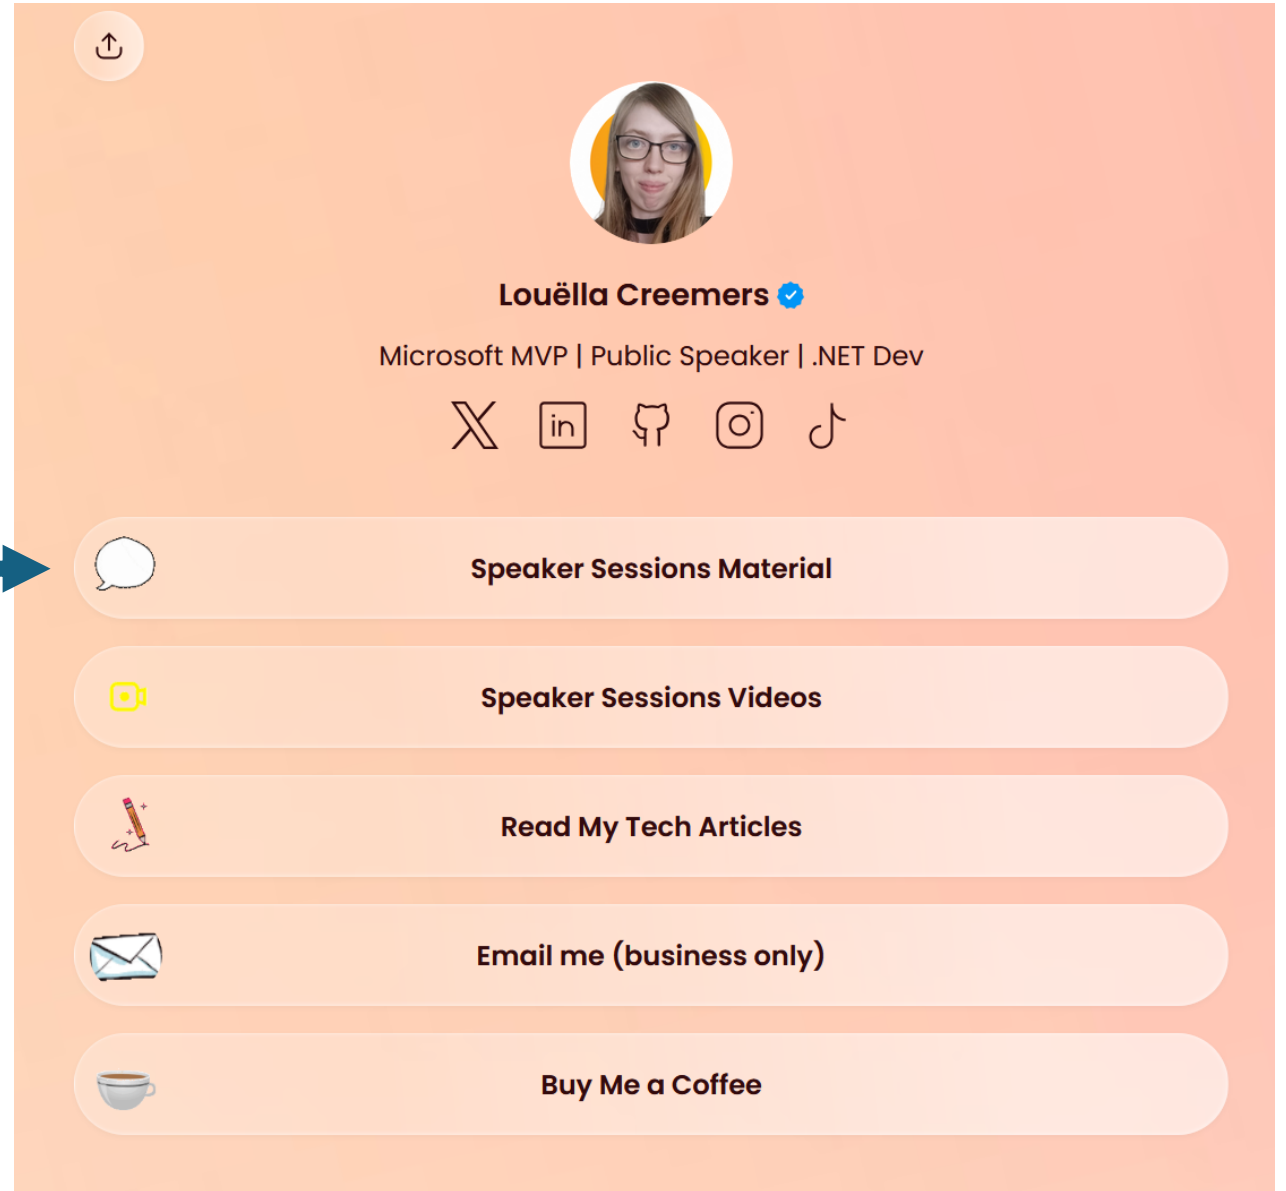 Louëlla Creemers
Microsoft MVP | Public Speaker | .NET Dev
in
Speaker Sessions Material
Speaker Sessions Videos
Read My Tech Articles
Email me (business only)
Buy Me a Coffee